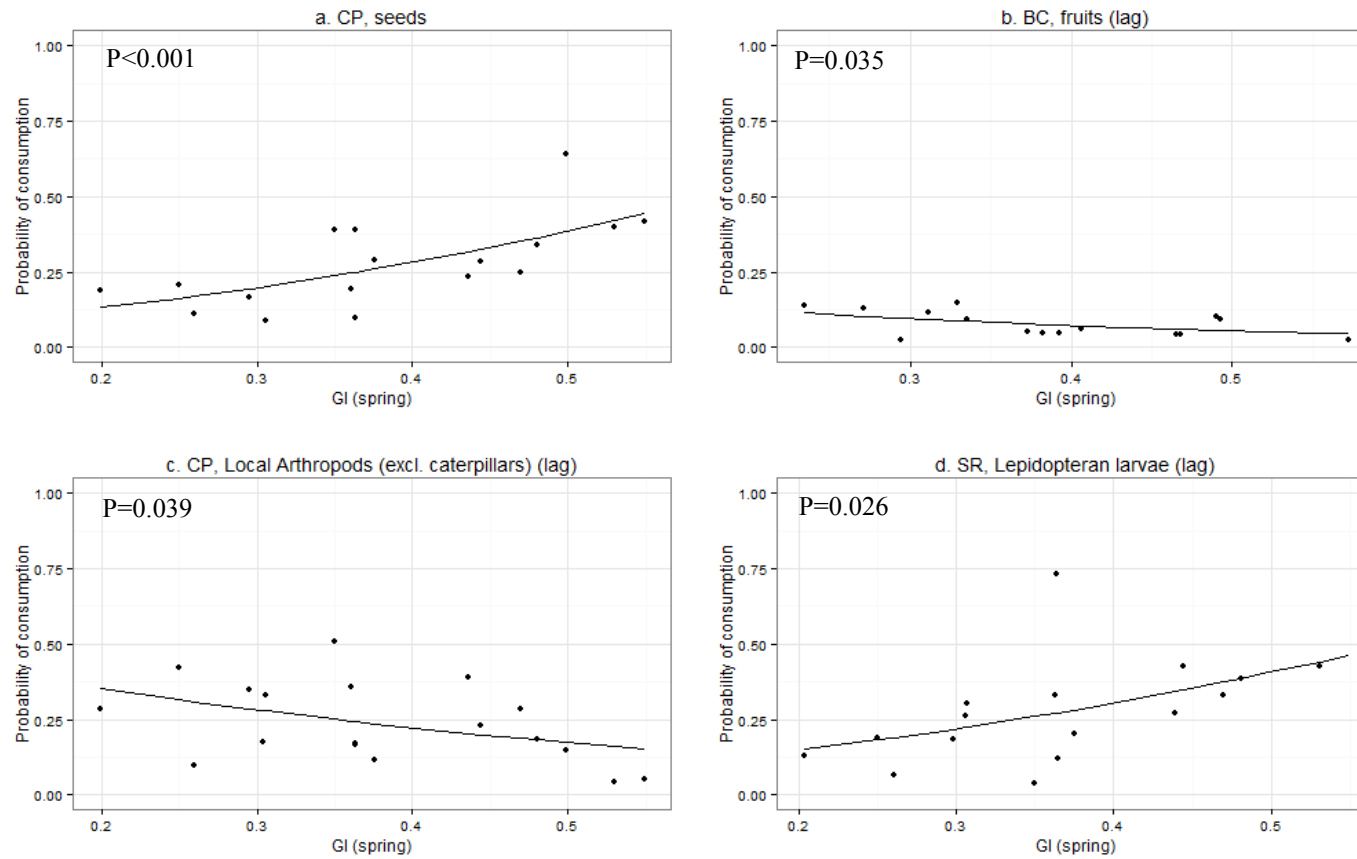 a. CP, seeds
P<0.001
Probability of consumption
1.00
0.75
0.50
0.25
0.00
0.2
0.3
0.4
0.5
GI (spring)
b. BC, fruits (lag)
P=0.035
Probability of consumption
1.00
0.75
0.50
0.25
0.00
0.3
0.4
0.5
GI (spring)
c. CP, Local Arthropods (excl. caterpillars) (lag)
P=0.039
Probability of consumption
1.00
0.75
0.50
0.25
0.00
0.2
0.3
0.4
0.5
GI (spring)
d. SR, Lepidopteran larvae (lag)
P=0.026
Probability of consumption
1.00
0.75
0.50
0.25
0.00
0.2
0.3
0.4
0.5
GI (spring)